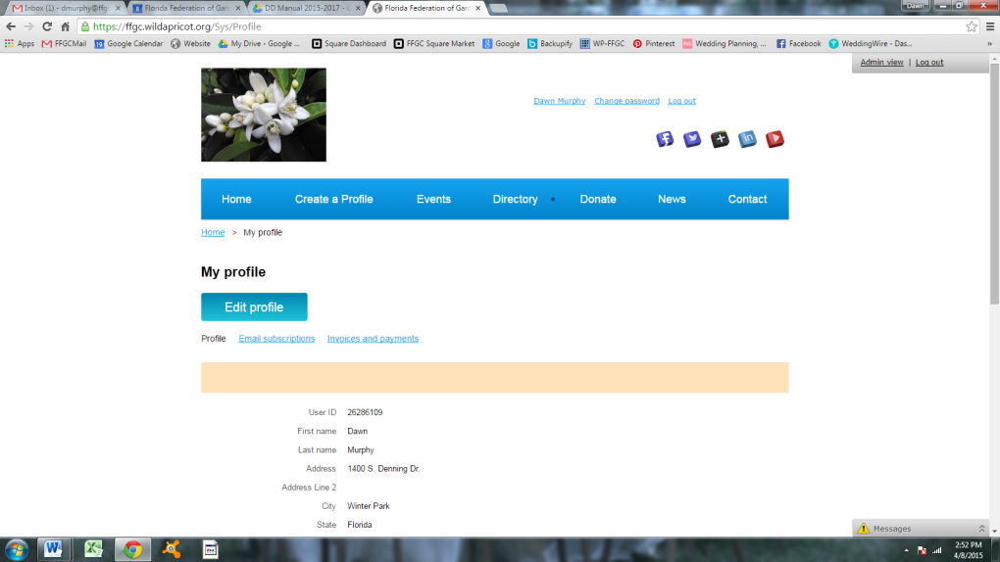 Inbox (1) - dmurphy@ffg
Florida Federation of Gar
DD Manual 2015-2017 - G
Florida Federation of Gar
Dawn
https://ffgc.wildapricot.org/Sys/Profile
Apps FFGCMail Google Calendar Website My Drive - Google ... Square Dashboard FFGC Square Market Google Backupify WP-FFGC Pinterest Wedding Planning, ... Facebook WeddingWire - Das... »
Admin view | Log out
Dawn Murphy Change password Log out
Home Create a Profile Events Directory Donate News Contact
Home > My profile
My profile
Edit profile
Profile Email subscriptions Invoices and payments
User ID 26286109
First name Dawn
Last name Murphy
Address 1400 S. Denning Dr.
Address Line 2
City Winter Park
State Florida
Messages
2:52 PM
4/8/2015